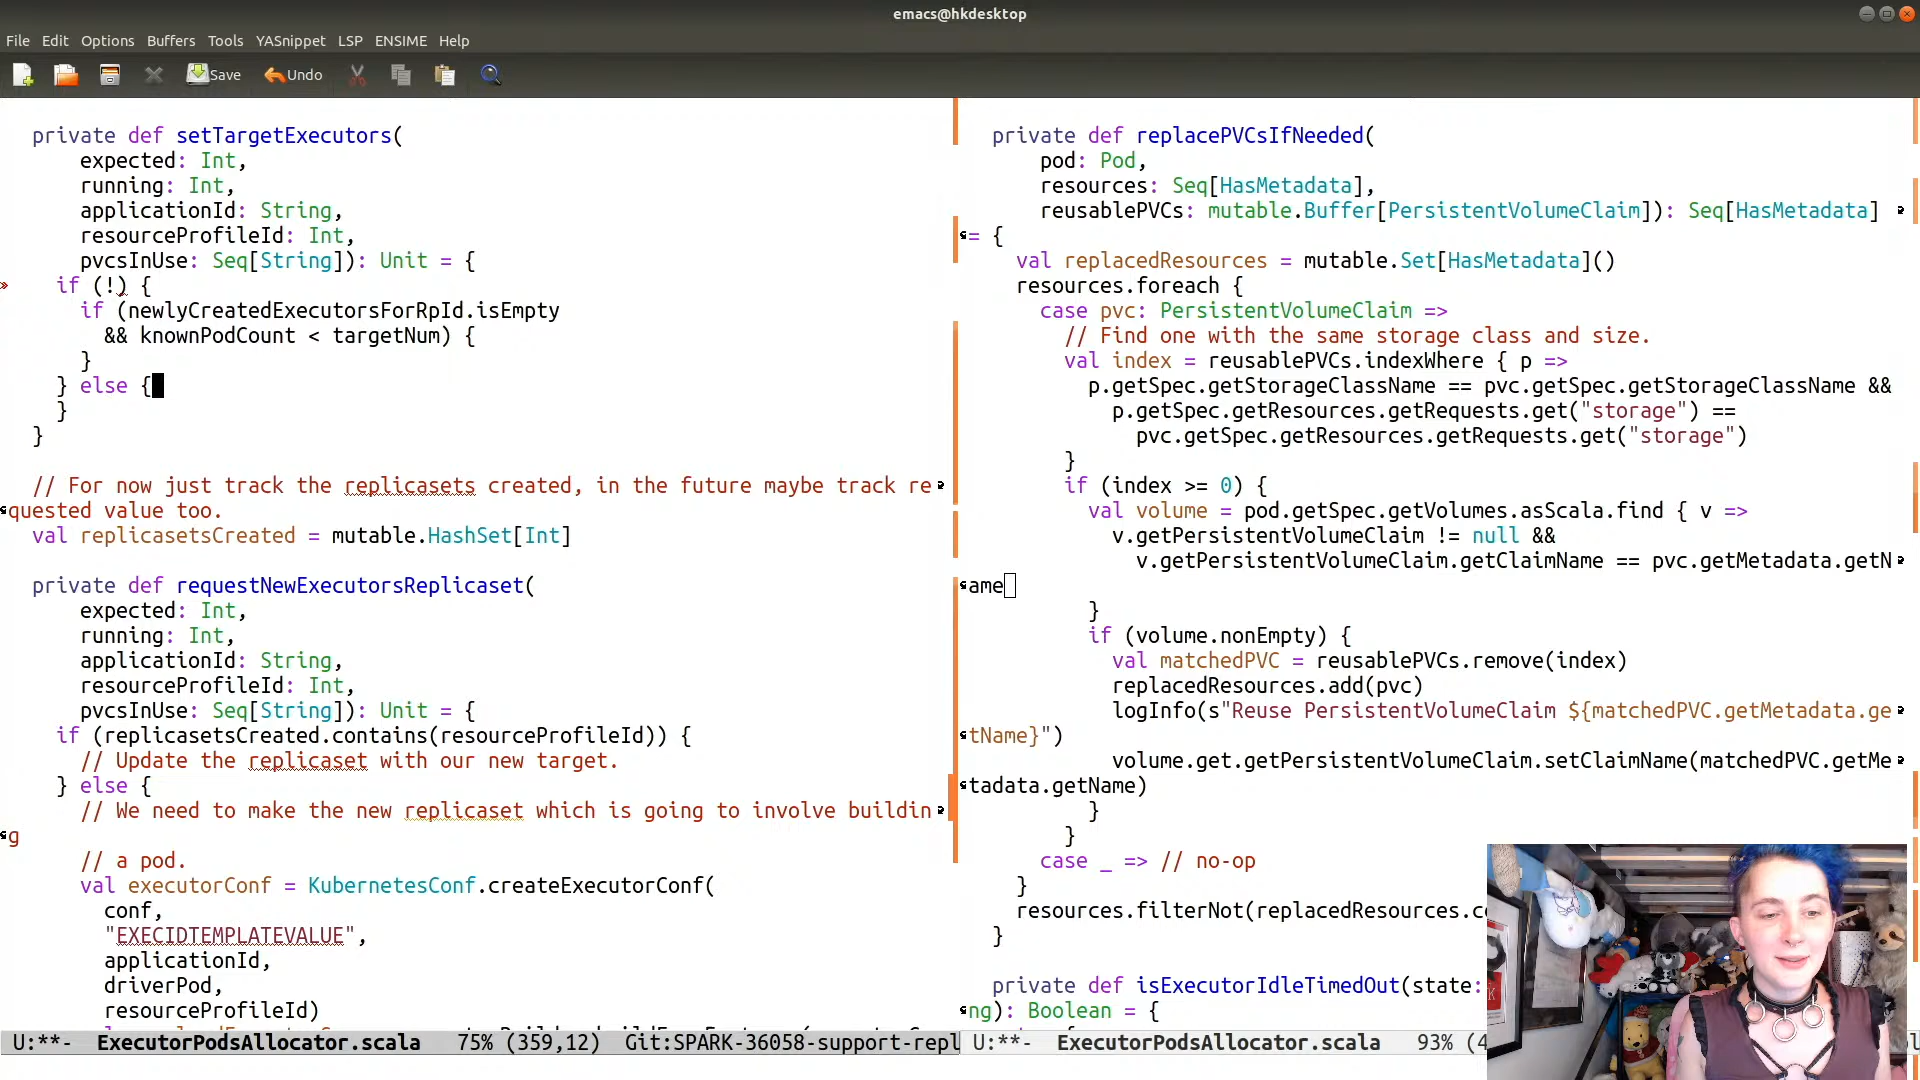 emacs@hkdesktop
File Edit Options Buffers Tools YASnippet LSP ENSIME Help
Save Undo
private def setTargetExecutors(
expected: Int,
running: Int,
applicationId: String,
resourceProfileId: Int,
pvcsInUse: Seq[String]): Unit = {
if (!) {
if (newlyCreatedExecutorsForRpId.isEmpty
&& knownPodCount < targetNum) {
}
} else {
}
}
// For now just track the replicasets created, in the future maybe track re
quested value too.
val replicasetsCreated = mutable.HashSet[Int]
private def requestNewExecutorsReplicaset(
expected: Int,
running: Int,
applicationId: String,
resourceProfileId: Int,
pvcsInUse: Seq[String]): Unit = {
if (replicasetsCreated.contains(resourceProfileId)) {
// Update the replicaset with our new target.
} else {
// We need to make the new replicaset which is going to involve buildin
g
// a pod.
val executorConf = KubernetesConf.createExecutorConf(
conf,
"EXECIDTEMPLATEVALUE",
applicationId,
driverPod,
resourceProfileId)
U:**- ExecutorPodsAllocator.scala 75% (359,12) Git:SPARK-36058-support-repl
private def replacePVCsIfNeeded(
pod: Pod,
resources: Seq[HasMetadata],
reusablePVCs: mutable.Buffer[PersistentVolumeClaim]): Seq[HasMetadata]
= {
val replacedResources = mutable.Set[HasMetadata]()
resources.foreach {
case pvc: PersistentVolumeClaim =>
// Find one with the same storage class and size.
val index = reusablePVCs.indexWhere { p =>
p.getSpec.getStorageClassName == pvc.getSpec.getStorageClassName &&
p.getSpec.getResources.getRequests.get("storage") ==
pvc.getSpec.getResources.getRequests.get("storage")
}
if (index >= 0) {
val volume = pod.getSpec.getVolumes.asScala.find { v =>
v.getPersistentVolumeClaim != null &&
v.getPersistentVolumeClaim.getClaimName == pvc.getMetadata.getN
ame
}
if (volume.nonEmpty) {
val matchedPVC = reusablePVCs.remove(index)
replacedResources.add(pvc)
logInfo(s"Reuse PersistentVolumeClaim ${matchedPVC.getMetadata.ge
tName}")
volume.get.getPersistentVolumeClaim.setClaimName(matchedPVC.getMe
tadata.getName)
}
}
case _ => // no-op
}
resources.filterNot(replacedResources.c
}
private def isExecutorIdleTimedOut(state:
ng): Boolean = {
U:**- ExecutorPodsAllocator.scala 93% (4